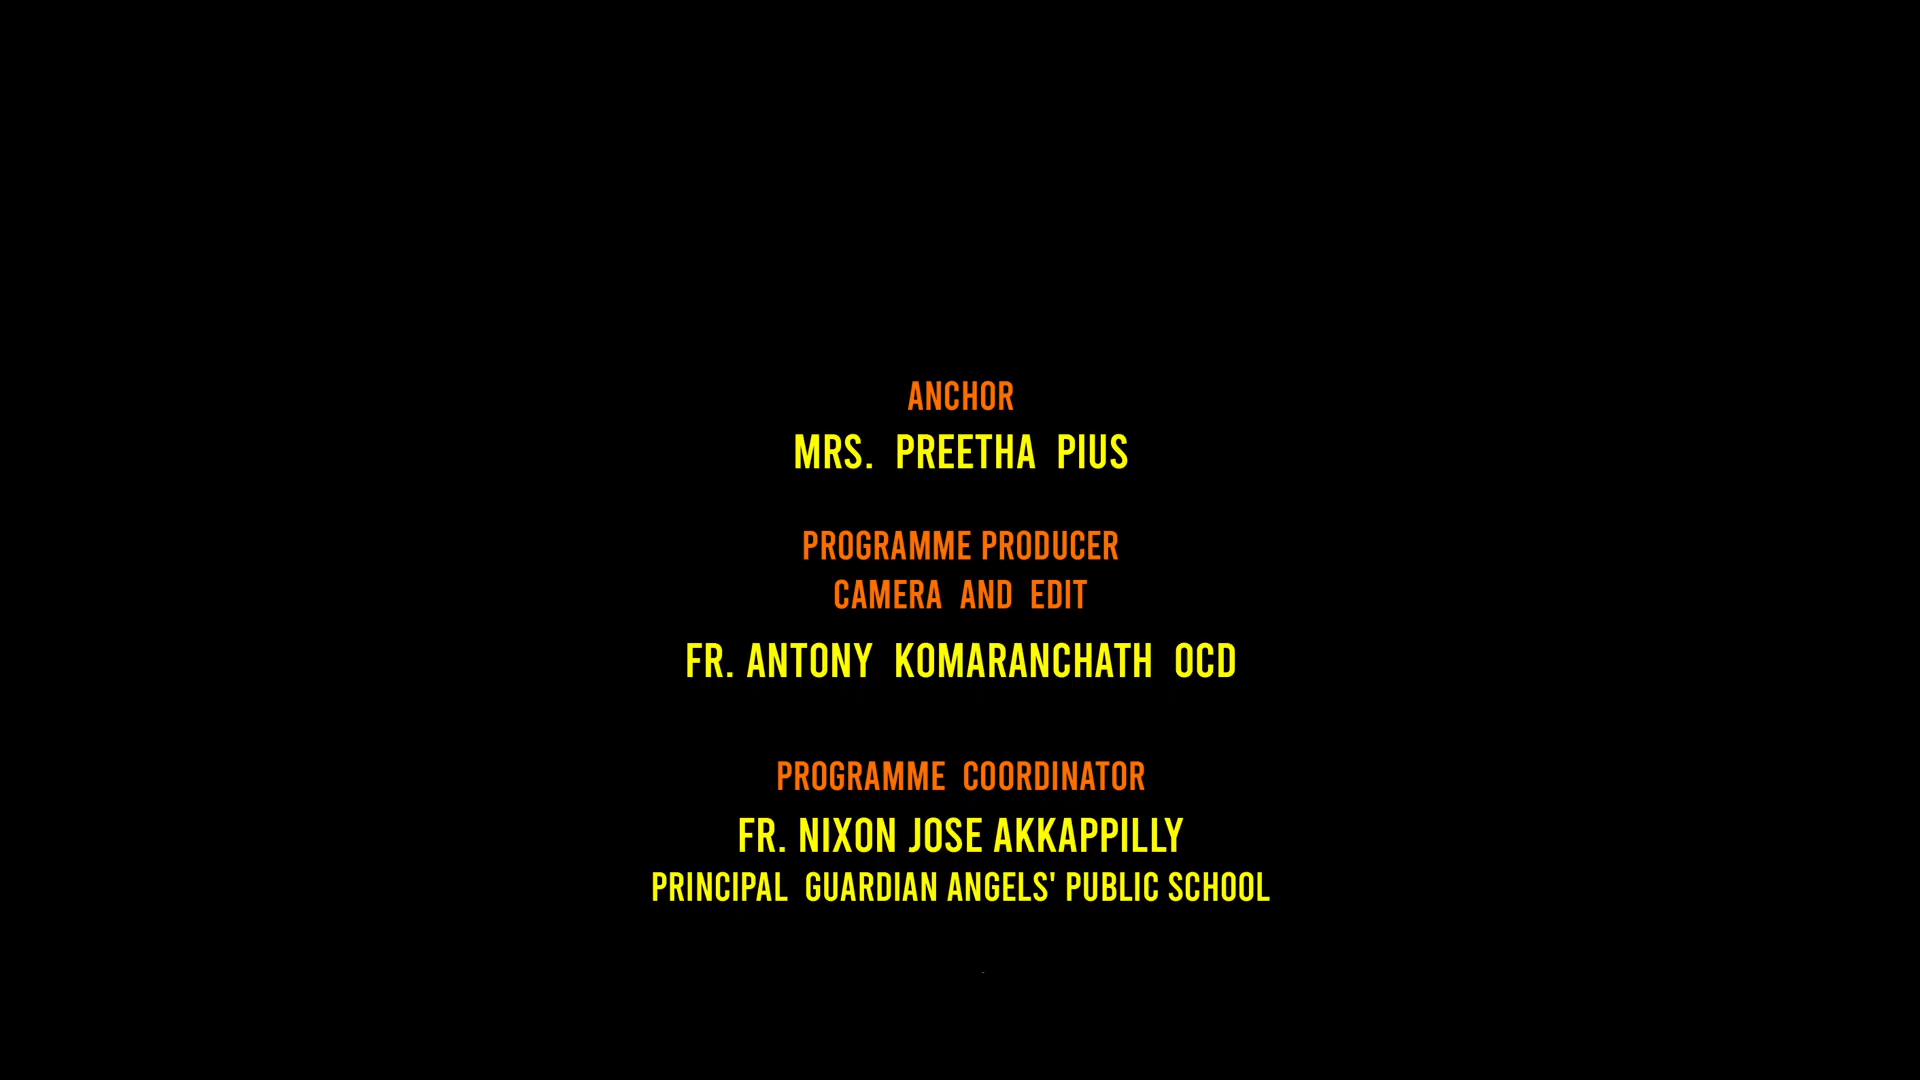 ANCHOR
MRS. PREETHA PIUS
PROGRAMME PRODUCER
CAMERA AND EDIT
FR. ANTONY KOMARANCHATH OCD
PROGRAMME COORDINATOR
FR. NIXON JOSE AKKAPPILLY
PRINCIPAL GUARDIAN ANGELS' PUBLIC SCHOOL